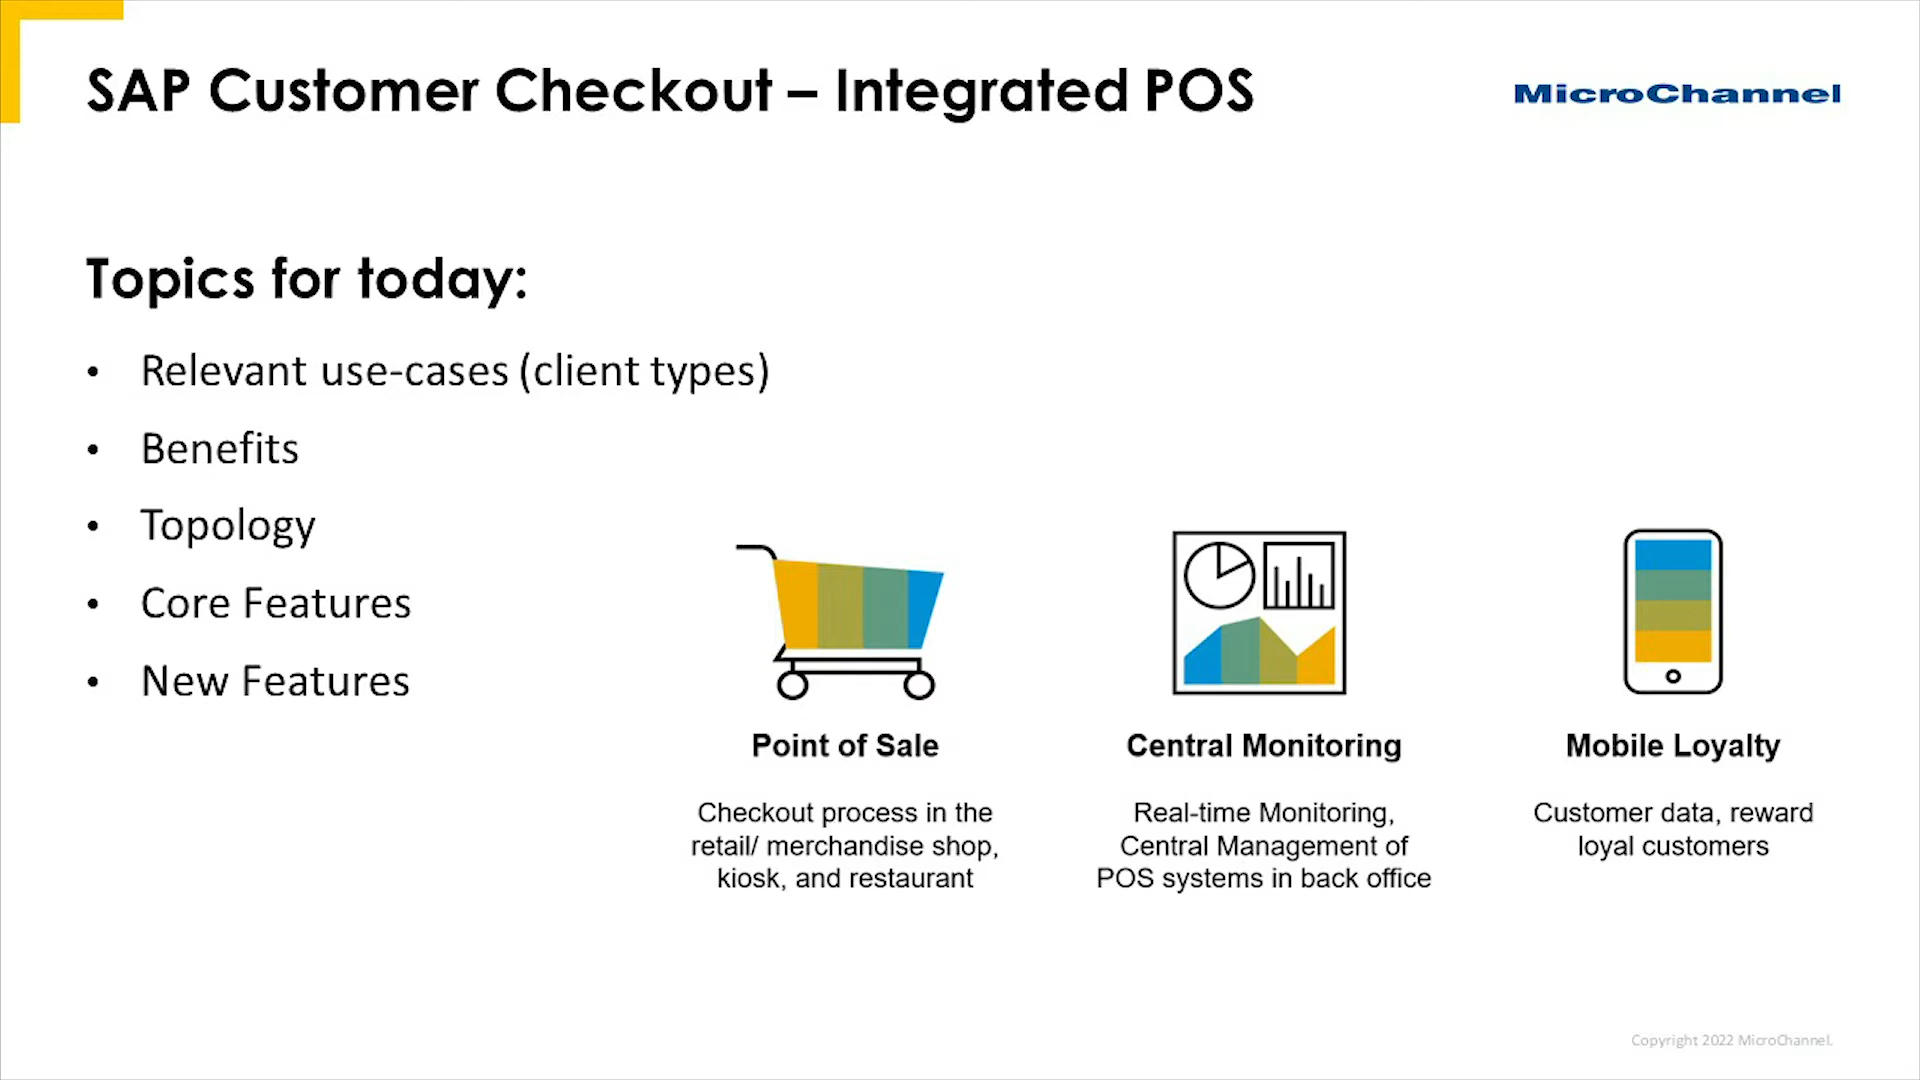 SAP Customer Checkout – Integrated POS
MicroChannel
Topics for today:
• Relevant use-cases (client types)
• Benefits
• Topology
• Core Features
• New Features
Point of Sale
Checkout process in the
retail/ merchandise shop,
kiosk, and restaurant
Central Monitoring
Real-time Monitoring,
Central Management of
POS systems in back office
Mobile Loyalty
Customer data, reward
loyal customers
Copyright 2022 MicroChannel.